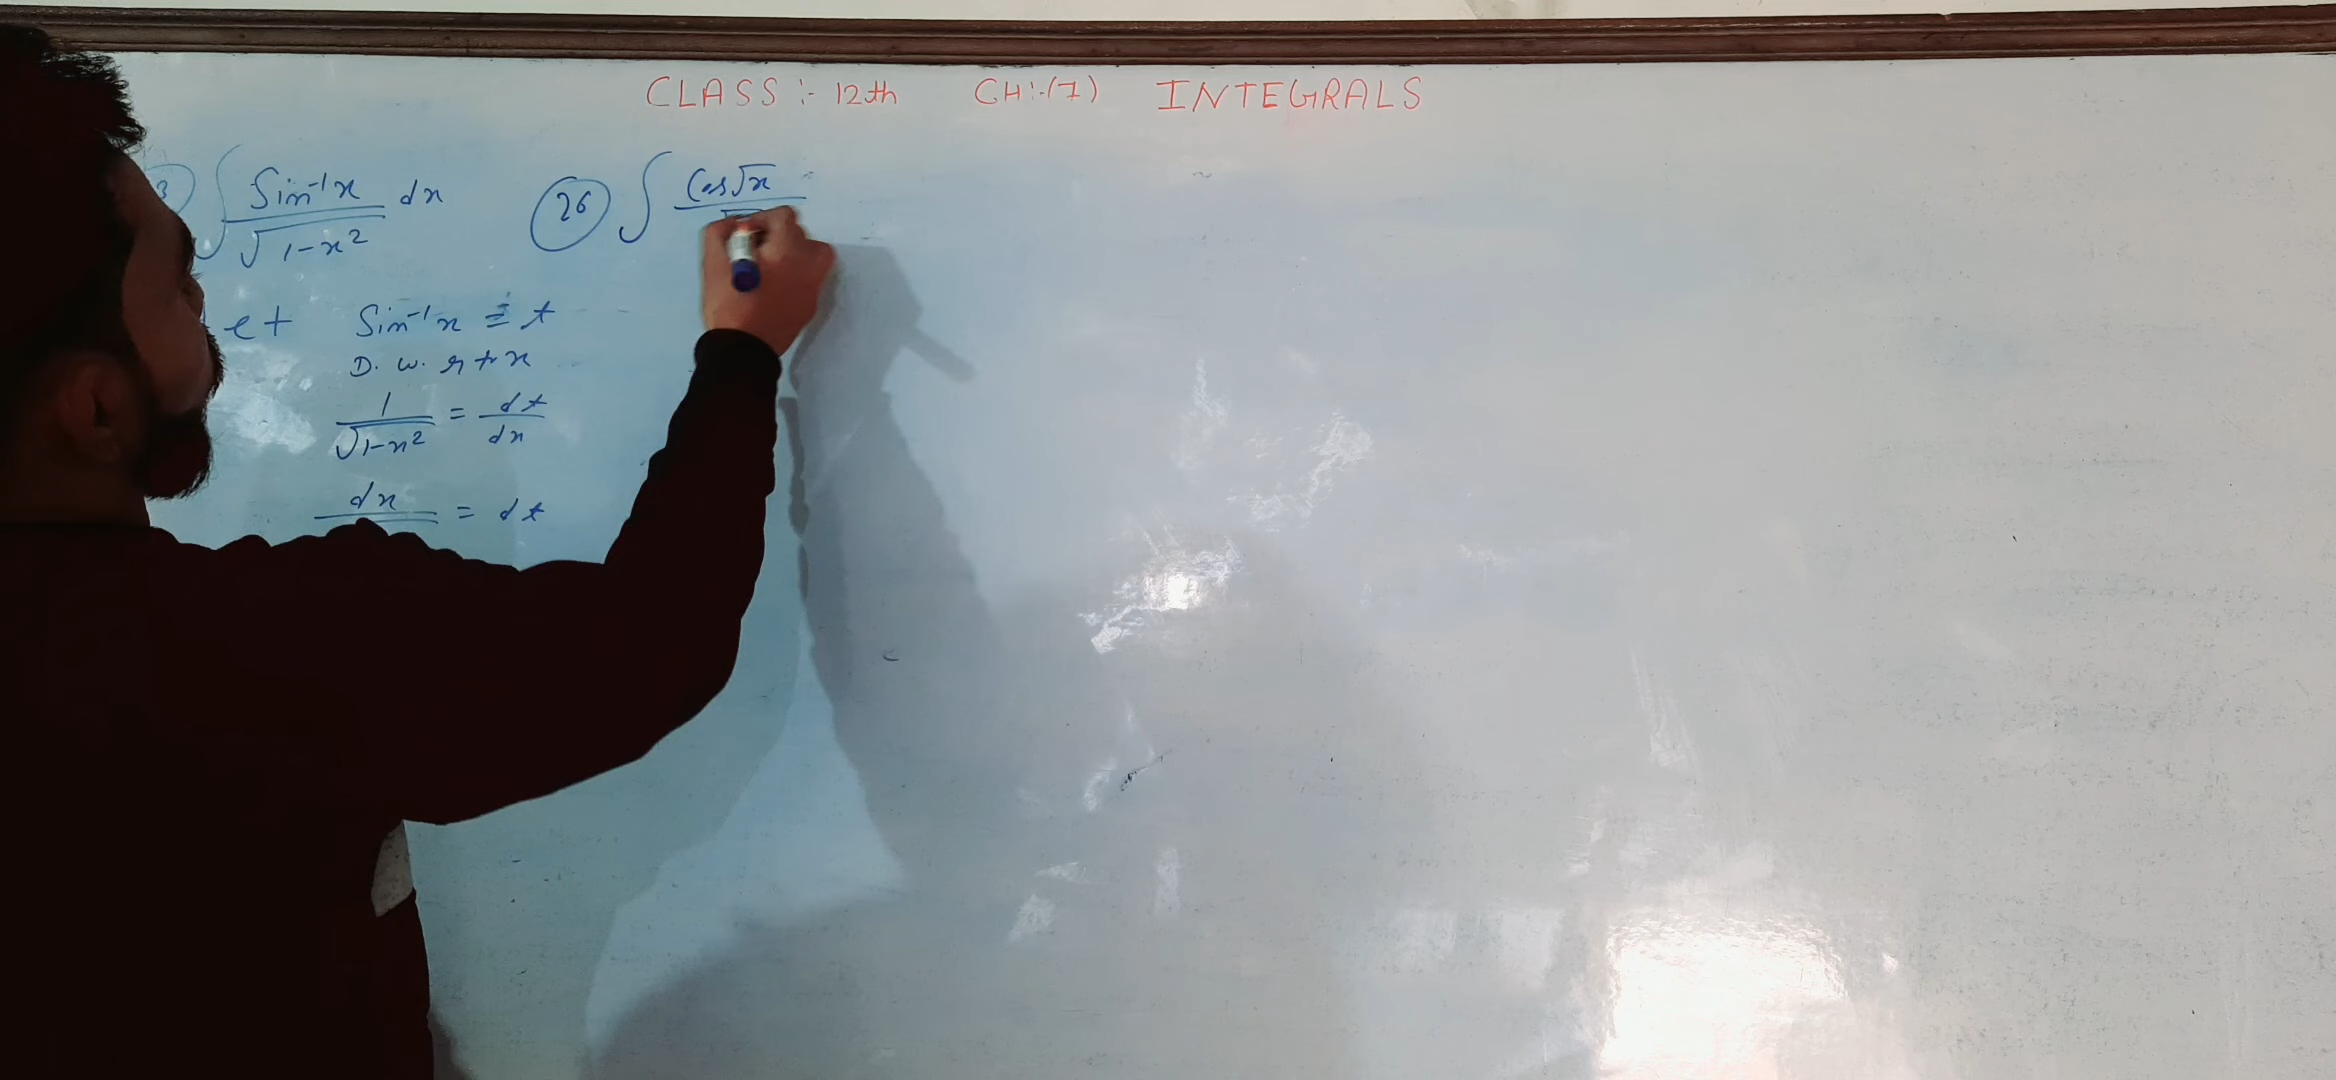 CLASS :- 12th CH:-(7) INTEGRALS
3 ∫ Sin⁻¹x / √1-x² dx
et Sin⁻¹x = t
D. w. r t x
1 / √1-x² = dt / dx
dx = dt
26 ∫ Cos√x